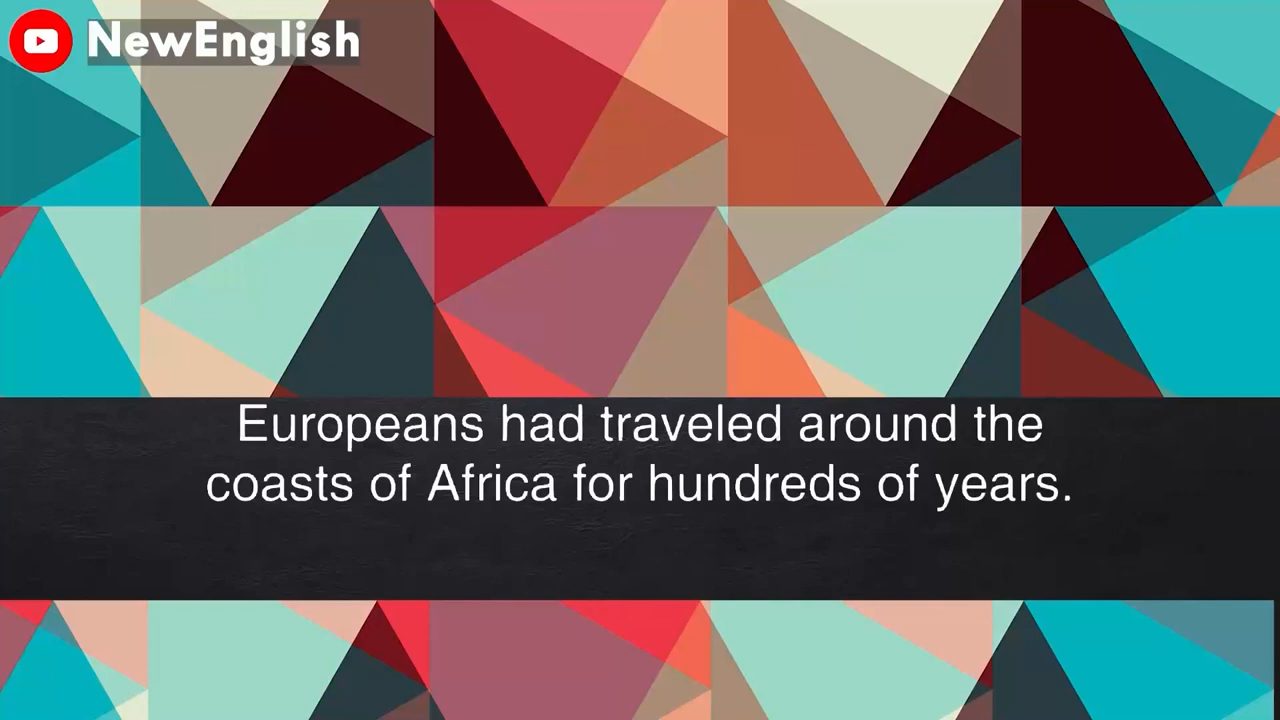 NewEnglish
Europeans had traveled around the
coasts of Africa for hundreds of years.